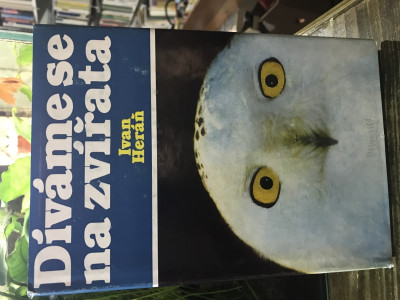 Díváme se
na zvířata
Ivan
Heráň